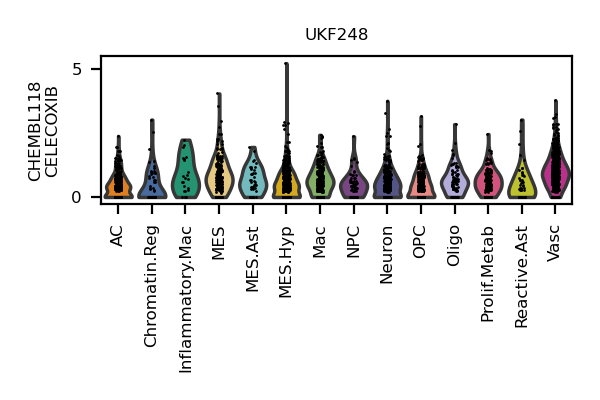 UKF248
CHEMBL118
CELECOXIB
5
0
AC
Chromatin.Reg
Inflammatory.Mac
MES
MES.Ast
MES.Hyp
Mac
NPC
Neuron
OPC
Oligo
Prolif.Metab
Reactive.Ast
Vasc